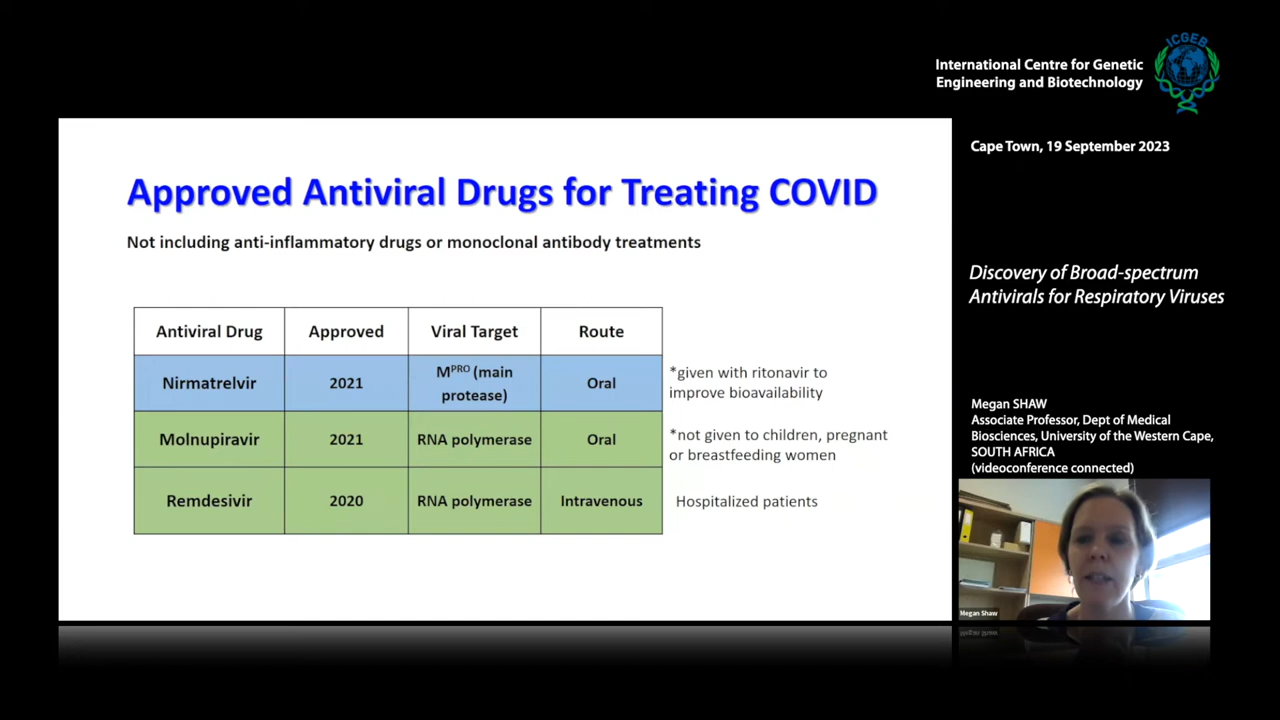 ICGEB
International Centre for Genetic
Engineering and Biotechnology
Cape Town, 19 September 2023
Approved Antiviral Drugs for Treating COVID
Not including anti-inflammatory drugs or monoclonal antibody treatments
Antiviral Drug Approved Viral Target Route
Nirmatrelvir 2021 MPRO (main protease) Oral
*given with ritonavir to
improve bioavailability
Molnupiravir 2021 RNA polymerase Oral
*not given to children, pregnant
or breastfeeding women
Remdesivir 2020 RNA polymerase Intravenous
Hospitalized patients
Discovery of Broad-spectrum
Antivirals for Respiratory Viruses
Megan SHAW
Associate Professor, Dept of Medical
Biosciences, University of the Western Cape,
SOUTH AFRICA
(videoconference connected)
Megan Shaw